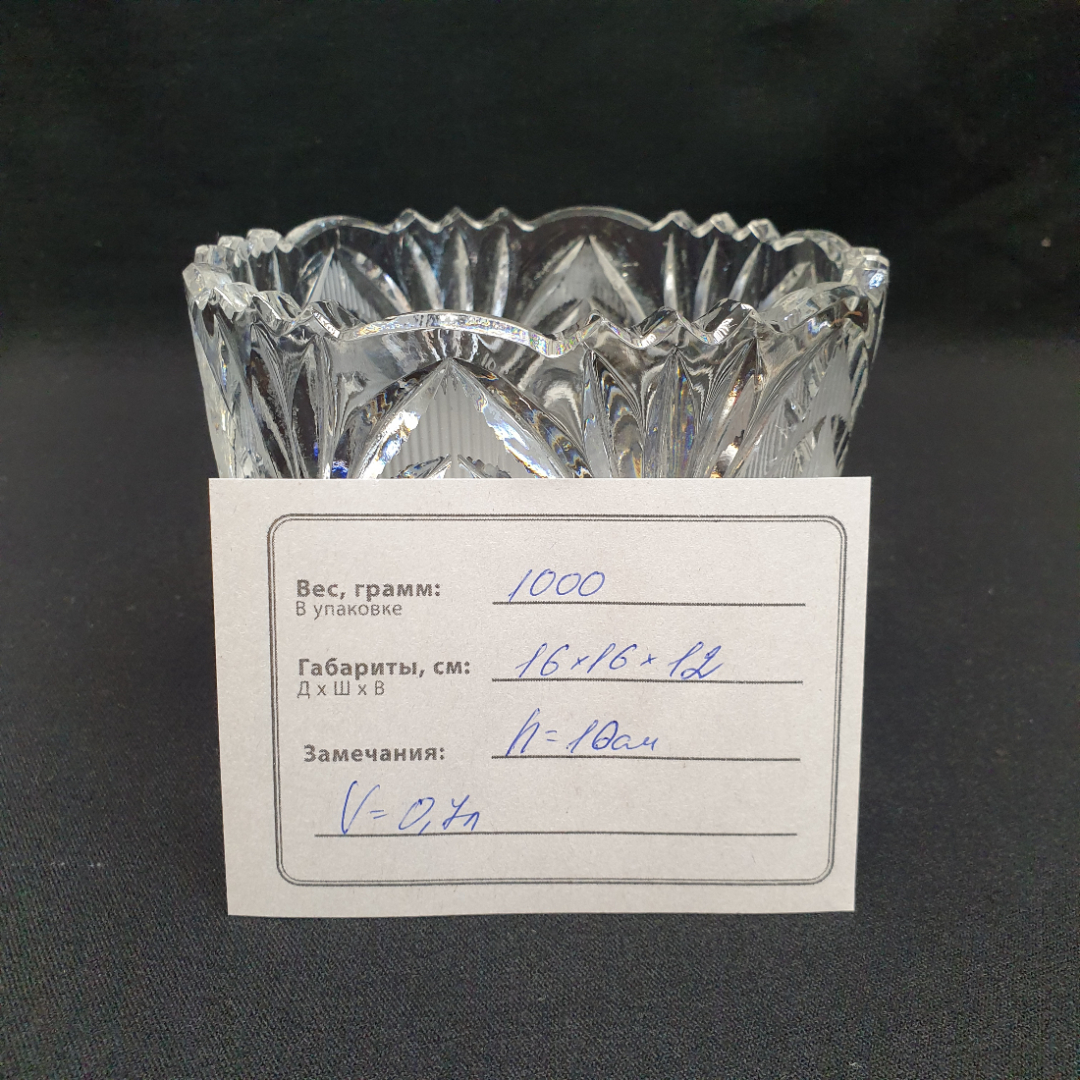 Вес, грамм: 1000
В упаковке
Габариты, см: 16×16×12
Д х Ш х В
Замечания: h=10см
V=0,7л